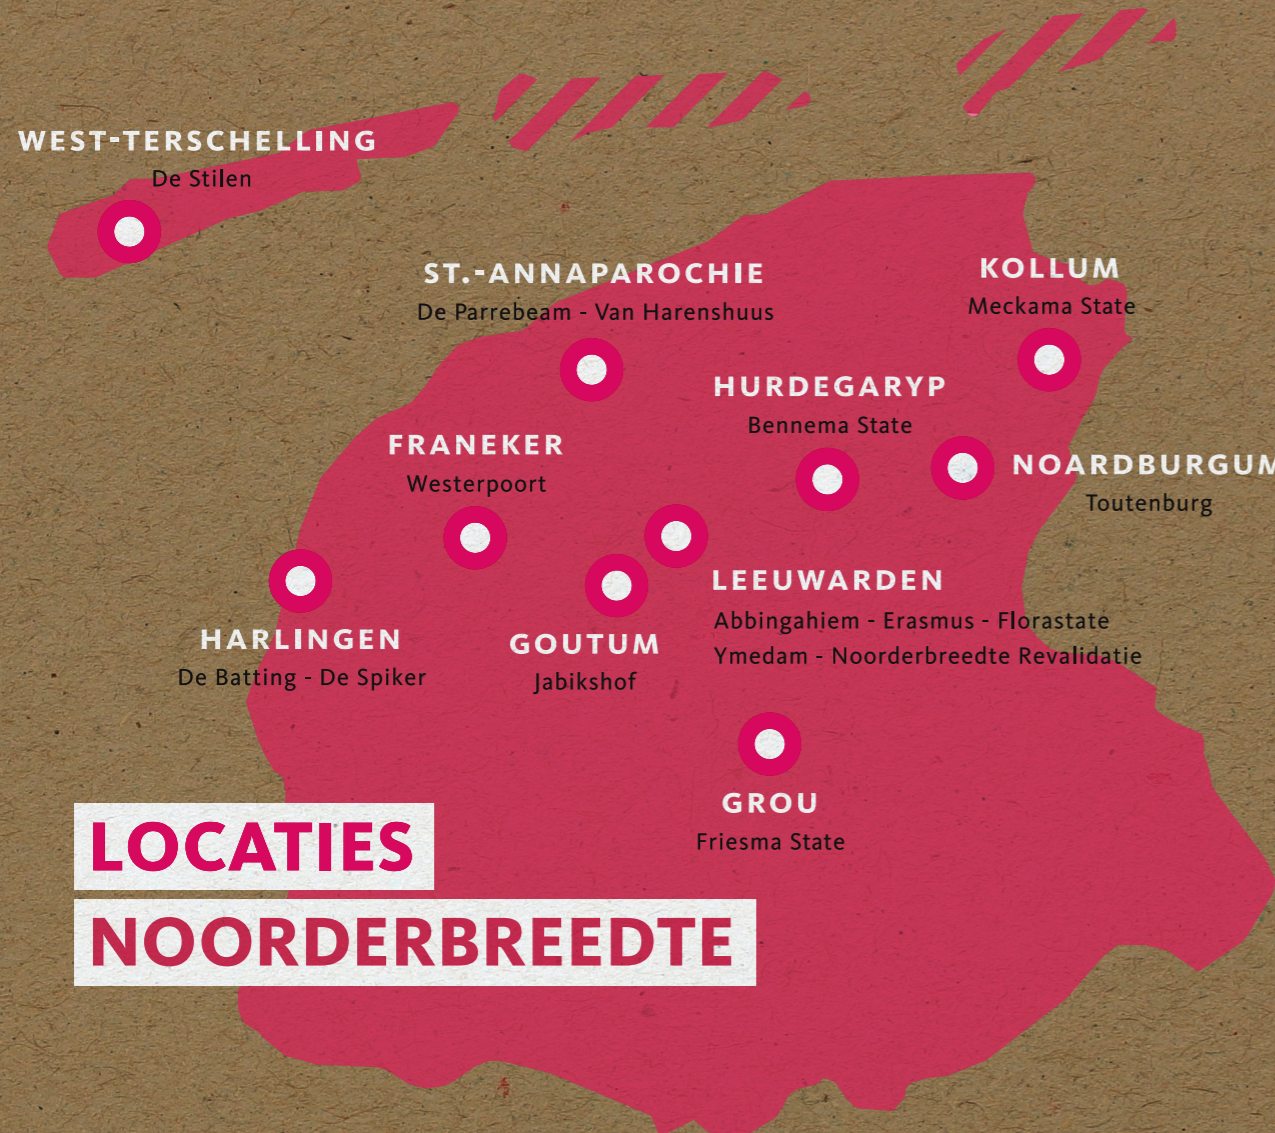 WEST-TERSCHELLING
De Stilen
ST.-ANNAPAROCHIE
De Parrebeam - Van Harenshuus
KOLLUM
Meckama State
HURDEGARYP
Bennema State
FRANEKER
Westerpoort
NOARDBURGUM
Toutenburg
LEEUWARDEN
Abbingahiem - Erasmus - Florastate
Ymedam - Noorderbreedte Revalidatie
HARLINGEN
De Batting - De Spiker
GOUTUM
Jabikshof
GROU
Friesma State
LOCATIES
NOORDERBREEDTE